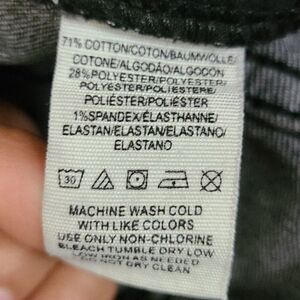 71% COTTON/COTON/BAUMWOLLE/
COTONE/ALGODÃO/ALGODON
28%POLYESTER/POLYESTER/
POLYESTER/POLIESTERE/
POLIÉSTER/POLIÉSTER
1%SPANDEX/ÉLASTHANNE/
ELASTAN/ELASTAN/ELASTANO/
ELASTANO
30
MACHINE WASH COLD
WITH LIKE COLORS
USE ONLY NON-CHLORINE
BLEACH TUMBLE DRY LOW
LOW IRON AS NEEDED
DO NOT DRY CLEAN